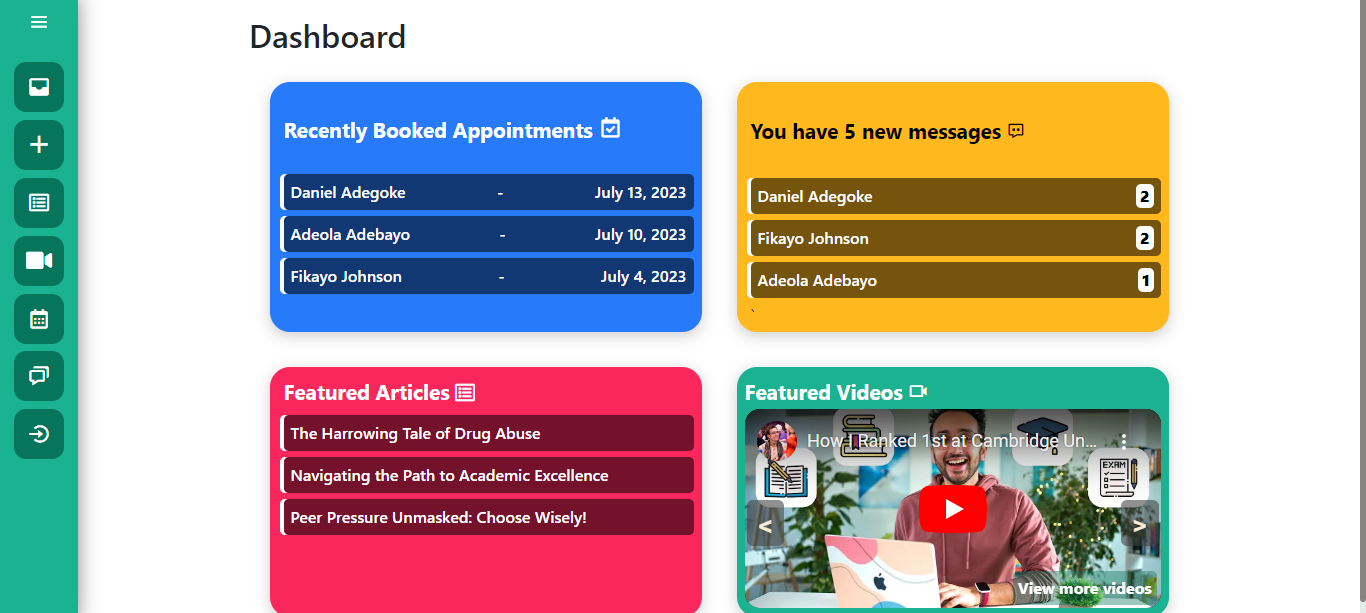 Dashboard
Recently Booked Appointments
Daniel Adegoke - July 13, 2023
Adeola Adebayo - July 10, 2023
Fikayo Johnson - July 4, 2023
You have 5 new messages
Daniel Adegoke 2
Fikayo Johnson 2
Adeola Adebayo 1
`
Featured Articles
The Harrowing Tale of Drug Abuse
Navigating the Path to Academic Excellence
Peer Pressure Unmasked: Choose Wisely!
Featured Videos
How I Ranked 1st at Cambridge Un...
EXAM
< >
View more videos